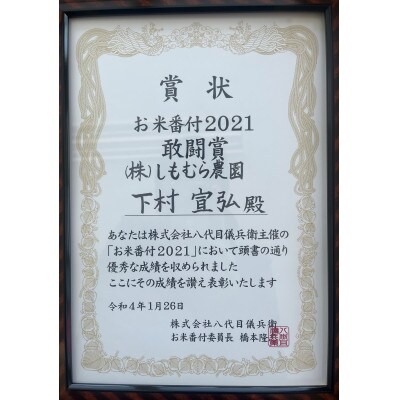 賞状
お米番付2021
敢闘賞
(株)しもむら農園
下村 宜弘 殿
あなたは株式会社八代目儀兵衛主催の
「お米番付2021」において頭書の通り
優秀な成績を収められました
ここにその成績を讃え表彰いたします
令和4年1月26日
株式会社八代目儀兵衛
お米番付委員長 橋本隆